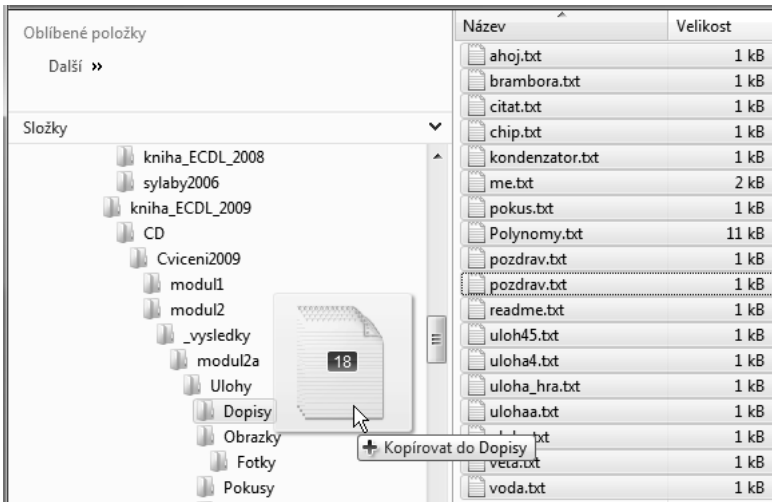 Oblíbené položky
Další »
Složky
kniha_ECDL_2008
sylaby2006
kniha_ECDL_2009
CD
Cviceni2009
modul1
modul2
_vysledky
modul2a
Ulohy
Dopisy
Obrazky
Fotky
Pokusy
18
Kopírovat do Dopisy
Název Velikost
ahoj.txt 1 kB
brambora.txt 1 kB
citat.txt 1 kB
chip.txt 1 kB
kondenzator.txt 1 kB
me.txt 2 kB
pokus.txt 1 kB
Polynomy.txt 11 kB
pozdrav.txt 1 kB
pozdrav.txt 1 kB
readme.txt 1 kB
uloh45.txt 1 kB
uloha4.txt 1 kB
uloha_hra.txt 1 kB
ulohaa.txt 1 kB
1 kB
veta.txt 1 kB
voda.txt 1 kB